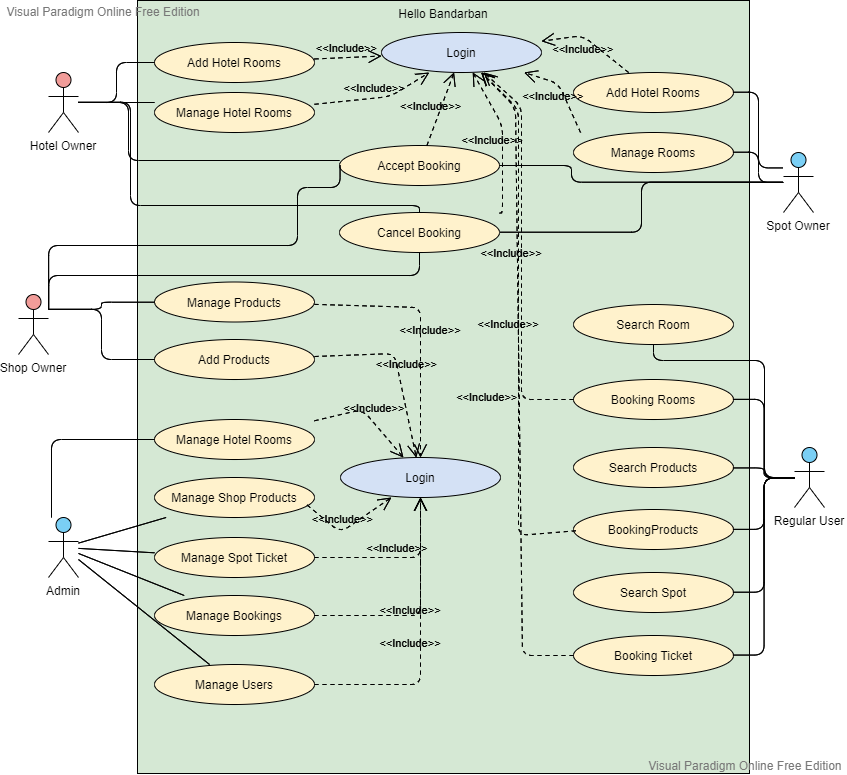 Visual Paradigm Online Free Edition
Hello Bandarban
Add Hotel Rooms
<<Include>>
Login
<<Include>>
Manage Hotel Rooms
<<Include>>
<<Include>>
<<Include>>
Add Hotel Rooms
Hotel Owner
<<Include>>
Manage Rooms
Accept Booking
Spot Owner
Cancel Booking
<<Include>>
Manage Products
<<Include>>
<<Include>>
Search Room
Shop Owner
Add Products
<<Include>>
<<Include>>
Booking Rooms
<<Include>>
Manage Hotel Rooms
Search Products
Login
Manage Shop Products
<<Include>>
Regular User
BookingProducts
Manage Spot Ticket
<<Include>>
Admin
Search Spot
Manage Bookings
<<Include>>
<<Include>>
Booking Ticket
Manage Users
Visual Paradigm Online Free Edition